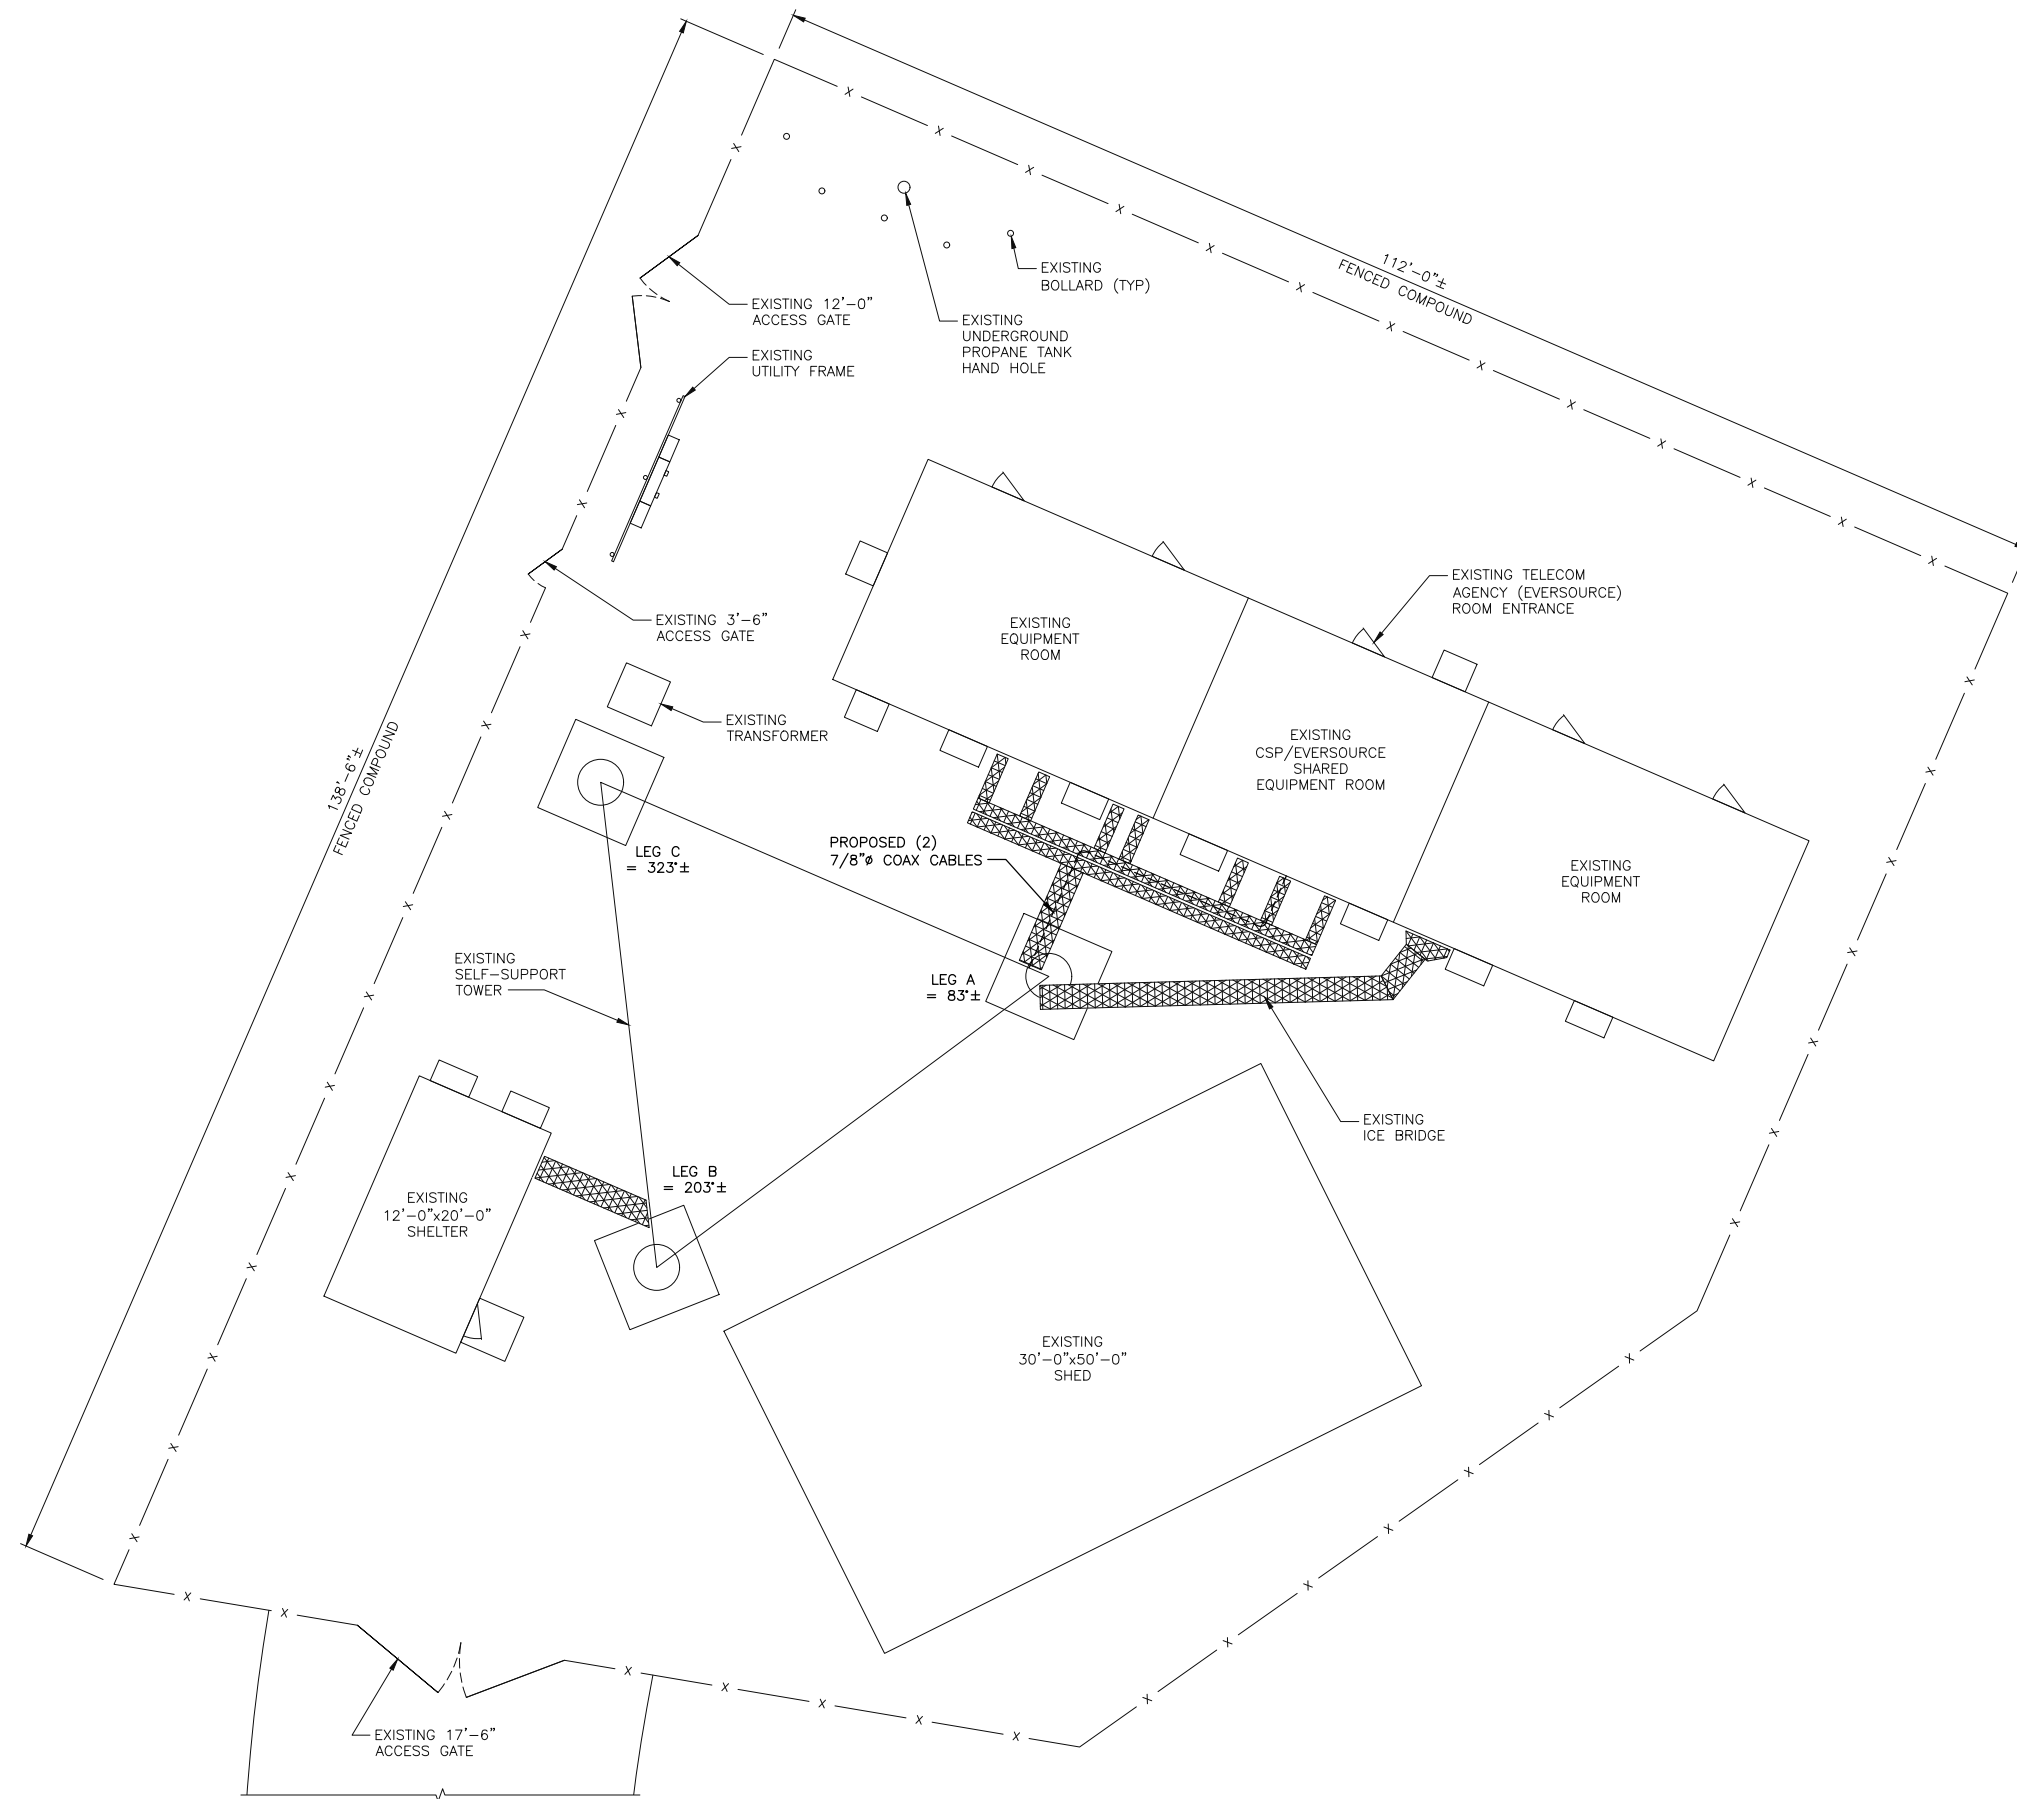 112'-0"±
FENCED COMPOUND
EXISTING
BOLLARD (TYP)
EXISTING 12'-0"
ACCESS GATE
EXISTING
UNDERGROUND
PROPANE TANK
HAND HOLE
EXISTING
UTILITY FRAME
EXISTING TELECOM
AGENCY (EVERSOURCE)
ROOM ENTRANCE
EXISTING 3'-6"
ACCESS GATE
EXISTING
EQUIPMENT
ROOM
EXISTING
TRANSFORMER
EXISTING
CSP/EVERSOURCE
SHARED
EQUIPMENT ROOM
138'-6"±
FENCED COMPOUND
PROPOSED (2)
7/8"ø COAX CABLES
LEG C
= 323°±
EXISTING
EQUIPMENT
ROOM
EXISTING
SELF-SUPPORT
TOWER
LEG A
= 83°±
EXISTING
ICE BRIDGE
LEG B
= 203°±
EXISTING
12'-0"x20'-0"
SHELTER
EXISTING
30'-0"x50'-0"
SHED
EXISTING 17'-6"
ACCESS GATE